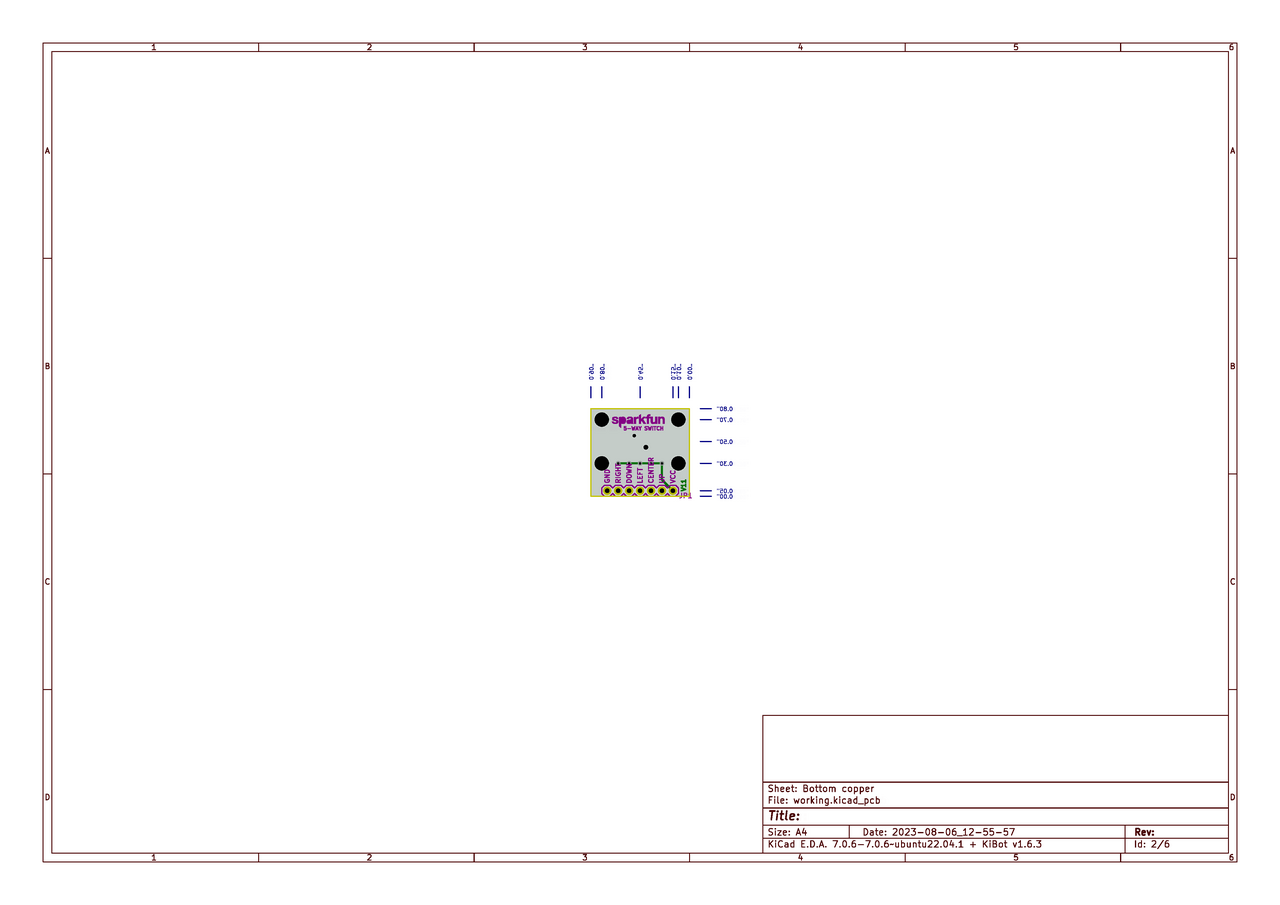 1 2 3 4 5 6
A A
B B
0.90" 0.80" 0.45" 0.15" 0.10" 0.00"
sparkfun 0.80"
5-WAY SWITCH 0.70"
0.50"
0.30"
GND RIGHT DOWN LEFT CENTER UP VCC V11
0.05"
JP1 0.00"
C C
Sheet: Bottom copper
File: working.kicad_pcb
D D
Title:
Size: A4 Date: 2023-08-06_12-55-57 Rev:
KiCad E.D.A. 7.0.6-7.0.6~ubuntu22.04.1 + KiBot v1.6.3 Id: 2/6
1 2 3 4 5 6